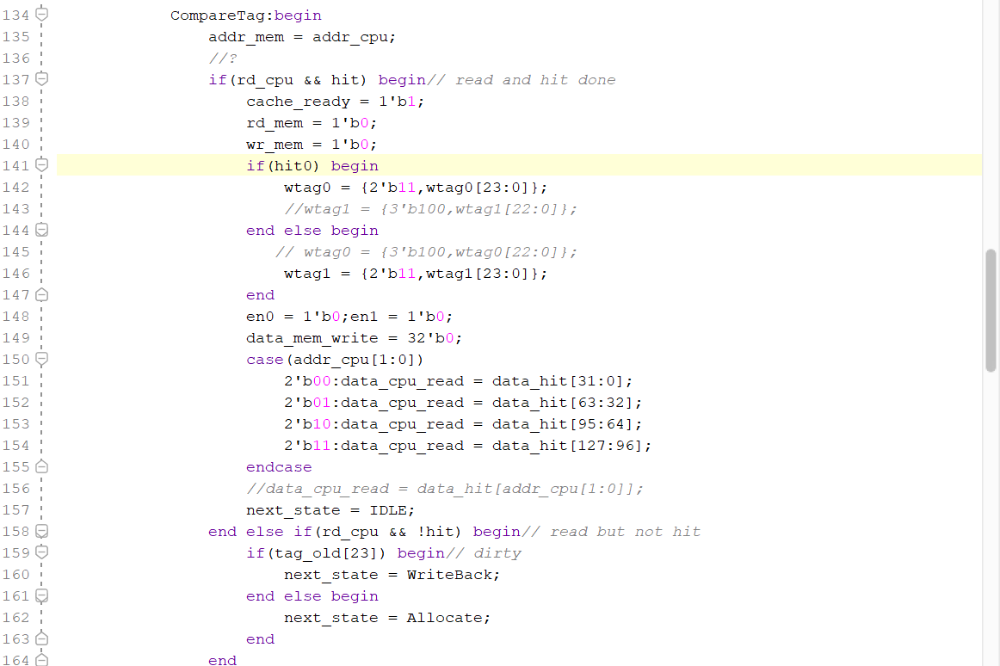 134 CompareTag:begin
135 addr_mem = addr_cpu;
136 //?
137 if(rd_cpu && hit) begin// read and hit done
138 cache_ready = 1'b1;
139 rd_mem = 1'b0;
140 wr_mem = 1'b0;
141 if(hit0) begin
142 wtag0 = {2'b11,wtag0[23:0]};
143 //wtag1 = {3'b100,wtag1[22:0]};
144 end else begin
145 // wtag0 = {3'b100,wtag0[22:0]};
146 wtag1 = {2'b11,wtag1[23:0]};
147 end
148 en0 = 1'b0;en1 = 1'b0;
149 data_mem_write = 32'b0;
150 case(addr_cpu[1:0])
151 2'b00:data_cpu_read = data_hit[31:0];
152 2'b01:data_cpu_read = data_hit[63:32];
153 2'b10:data_cpu_read = data_hit[95:64];
154 2'b11:data_cpu_read = data_hit[127:96];
155 endcase
156 //data_cpu_read = data_hit[addr_cpu[1:0]];
157 next_state = IDLE;
158 end else if(rd_cpu && !hit) begin// read but not hit
159 if(tag_old[23]) begin// dirty
160 next_state = WriteBack;
161 end else begin
162 next_state = Allocate;
163 end
164 end